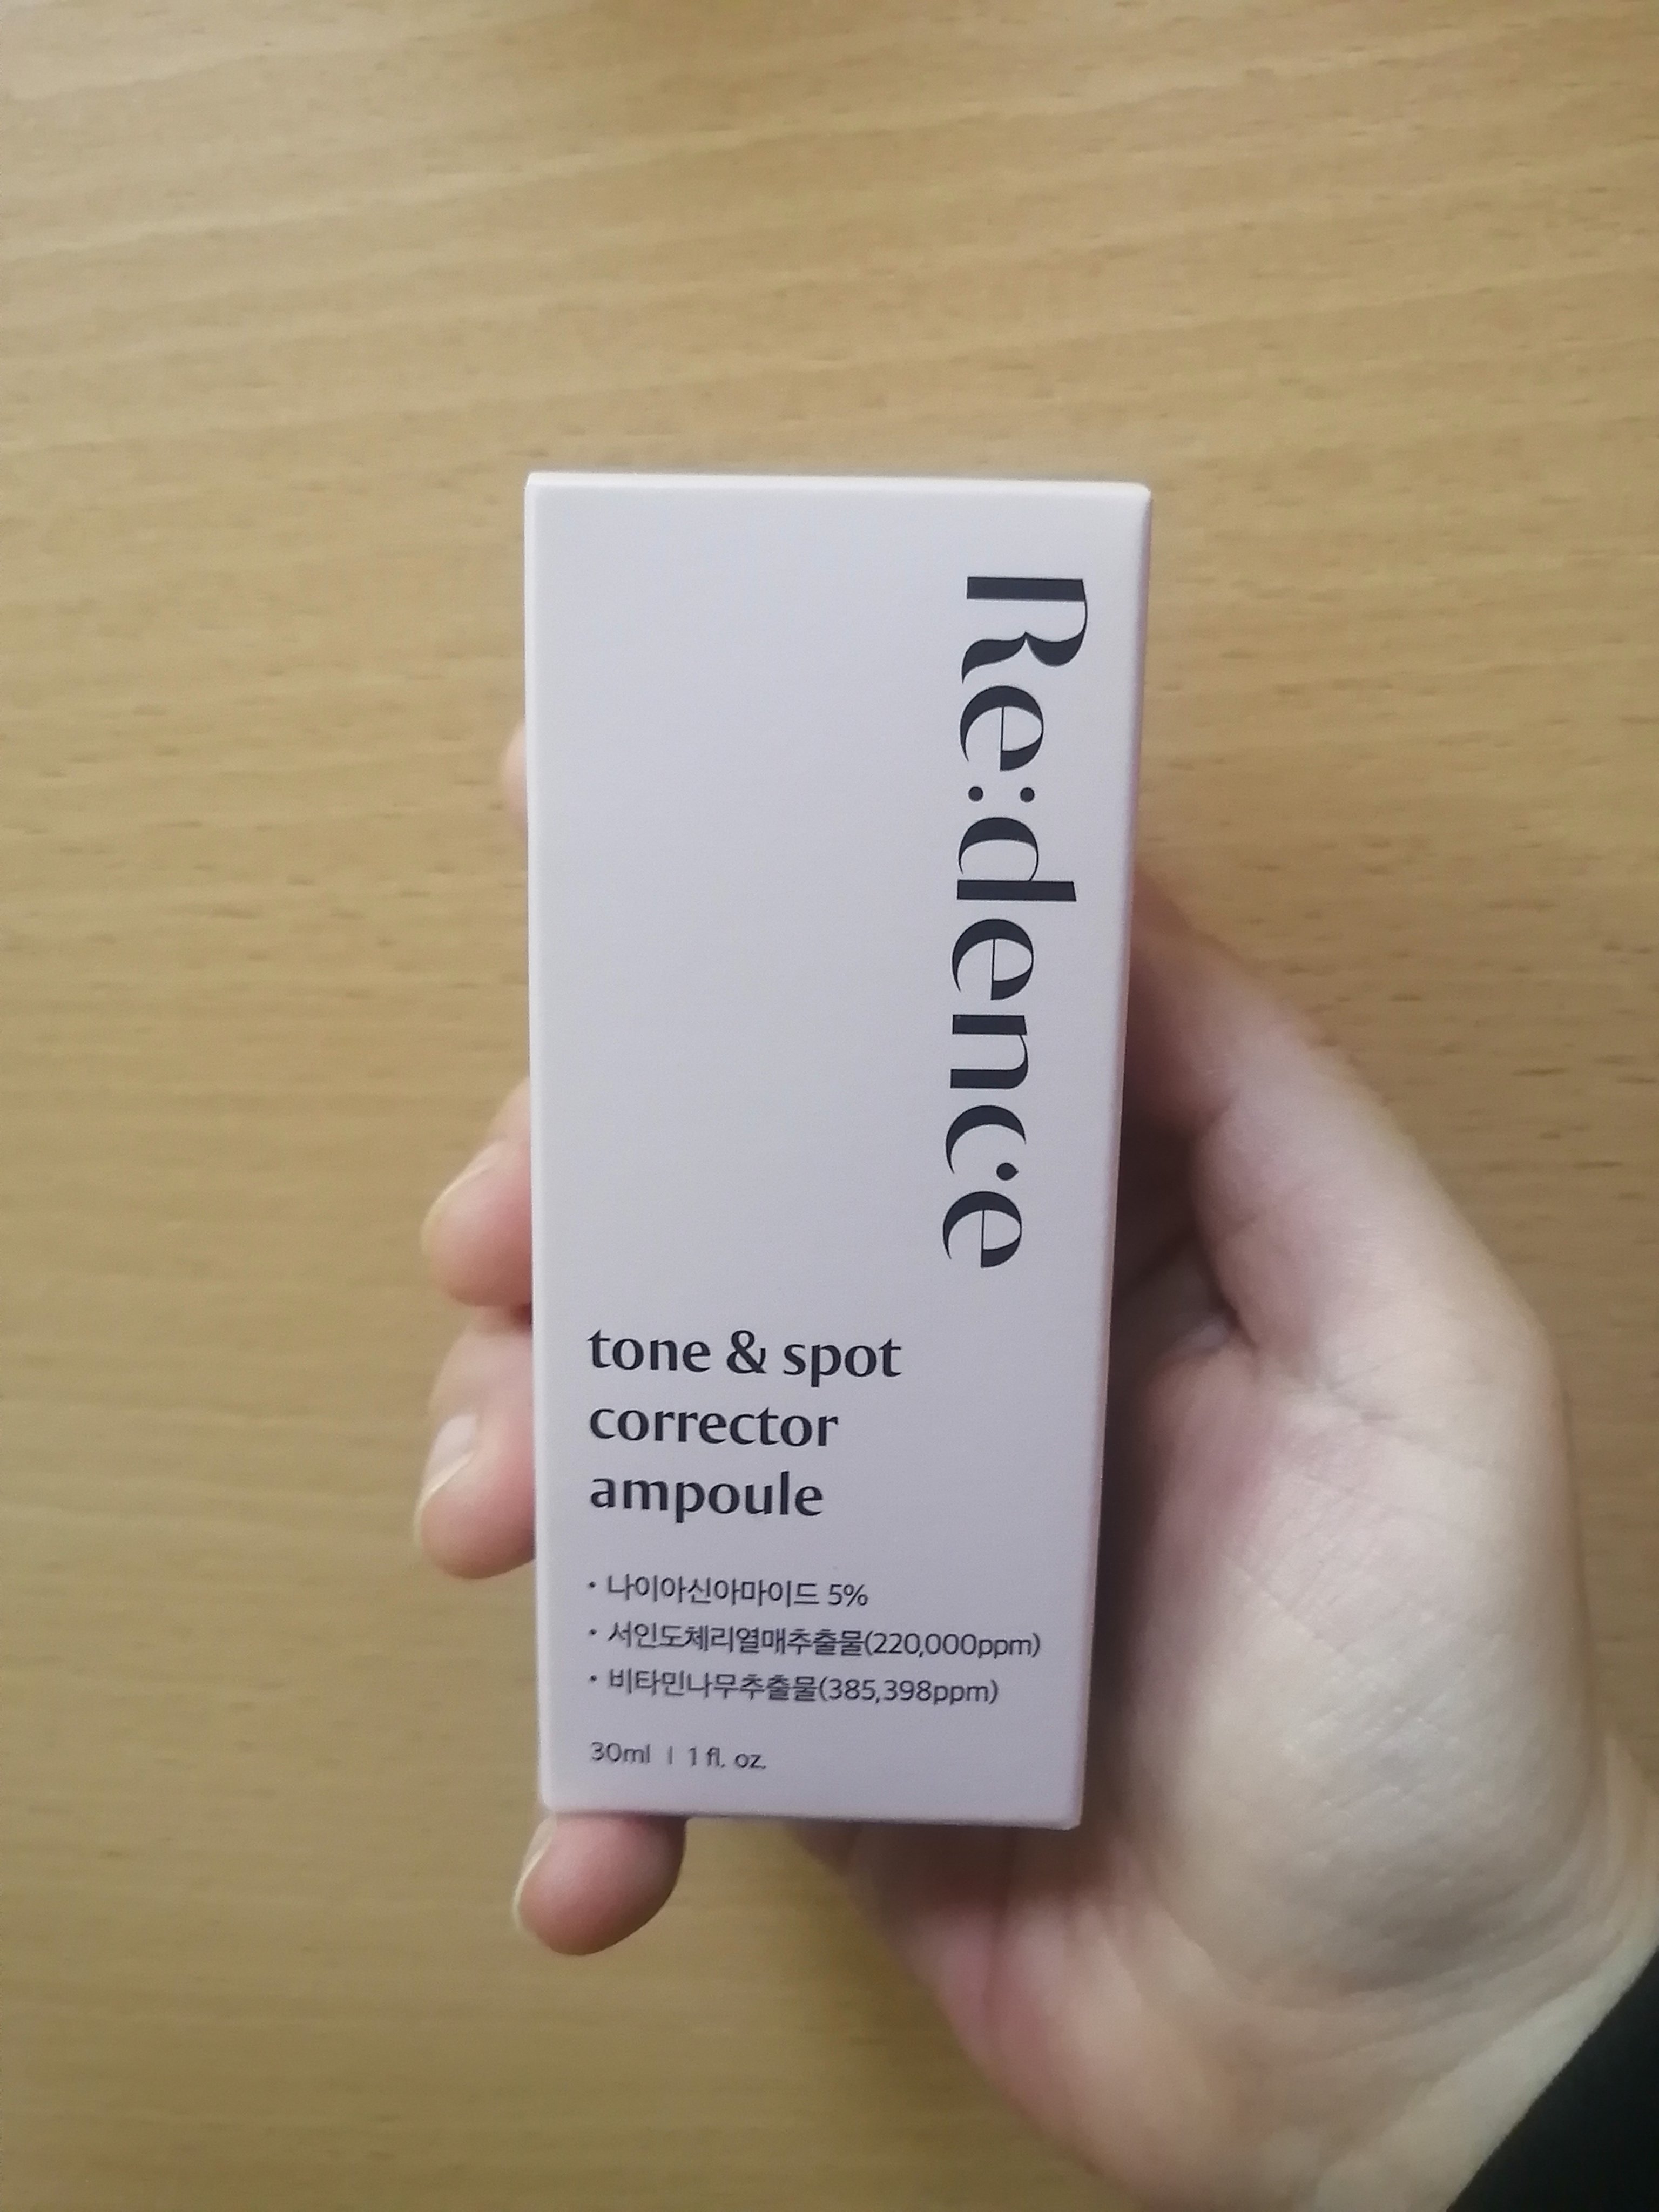 Re:dence
tone & spot
corrector
ampoule
• 나이아신아마이드 5%
• 서인도체리열매추출물(220,000ppm)
• 비타민나무추출물(385,398ppm)
30ml | 1 fl. oz.